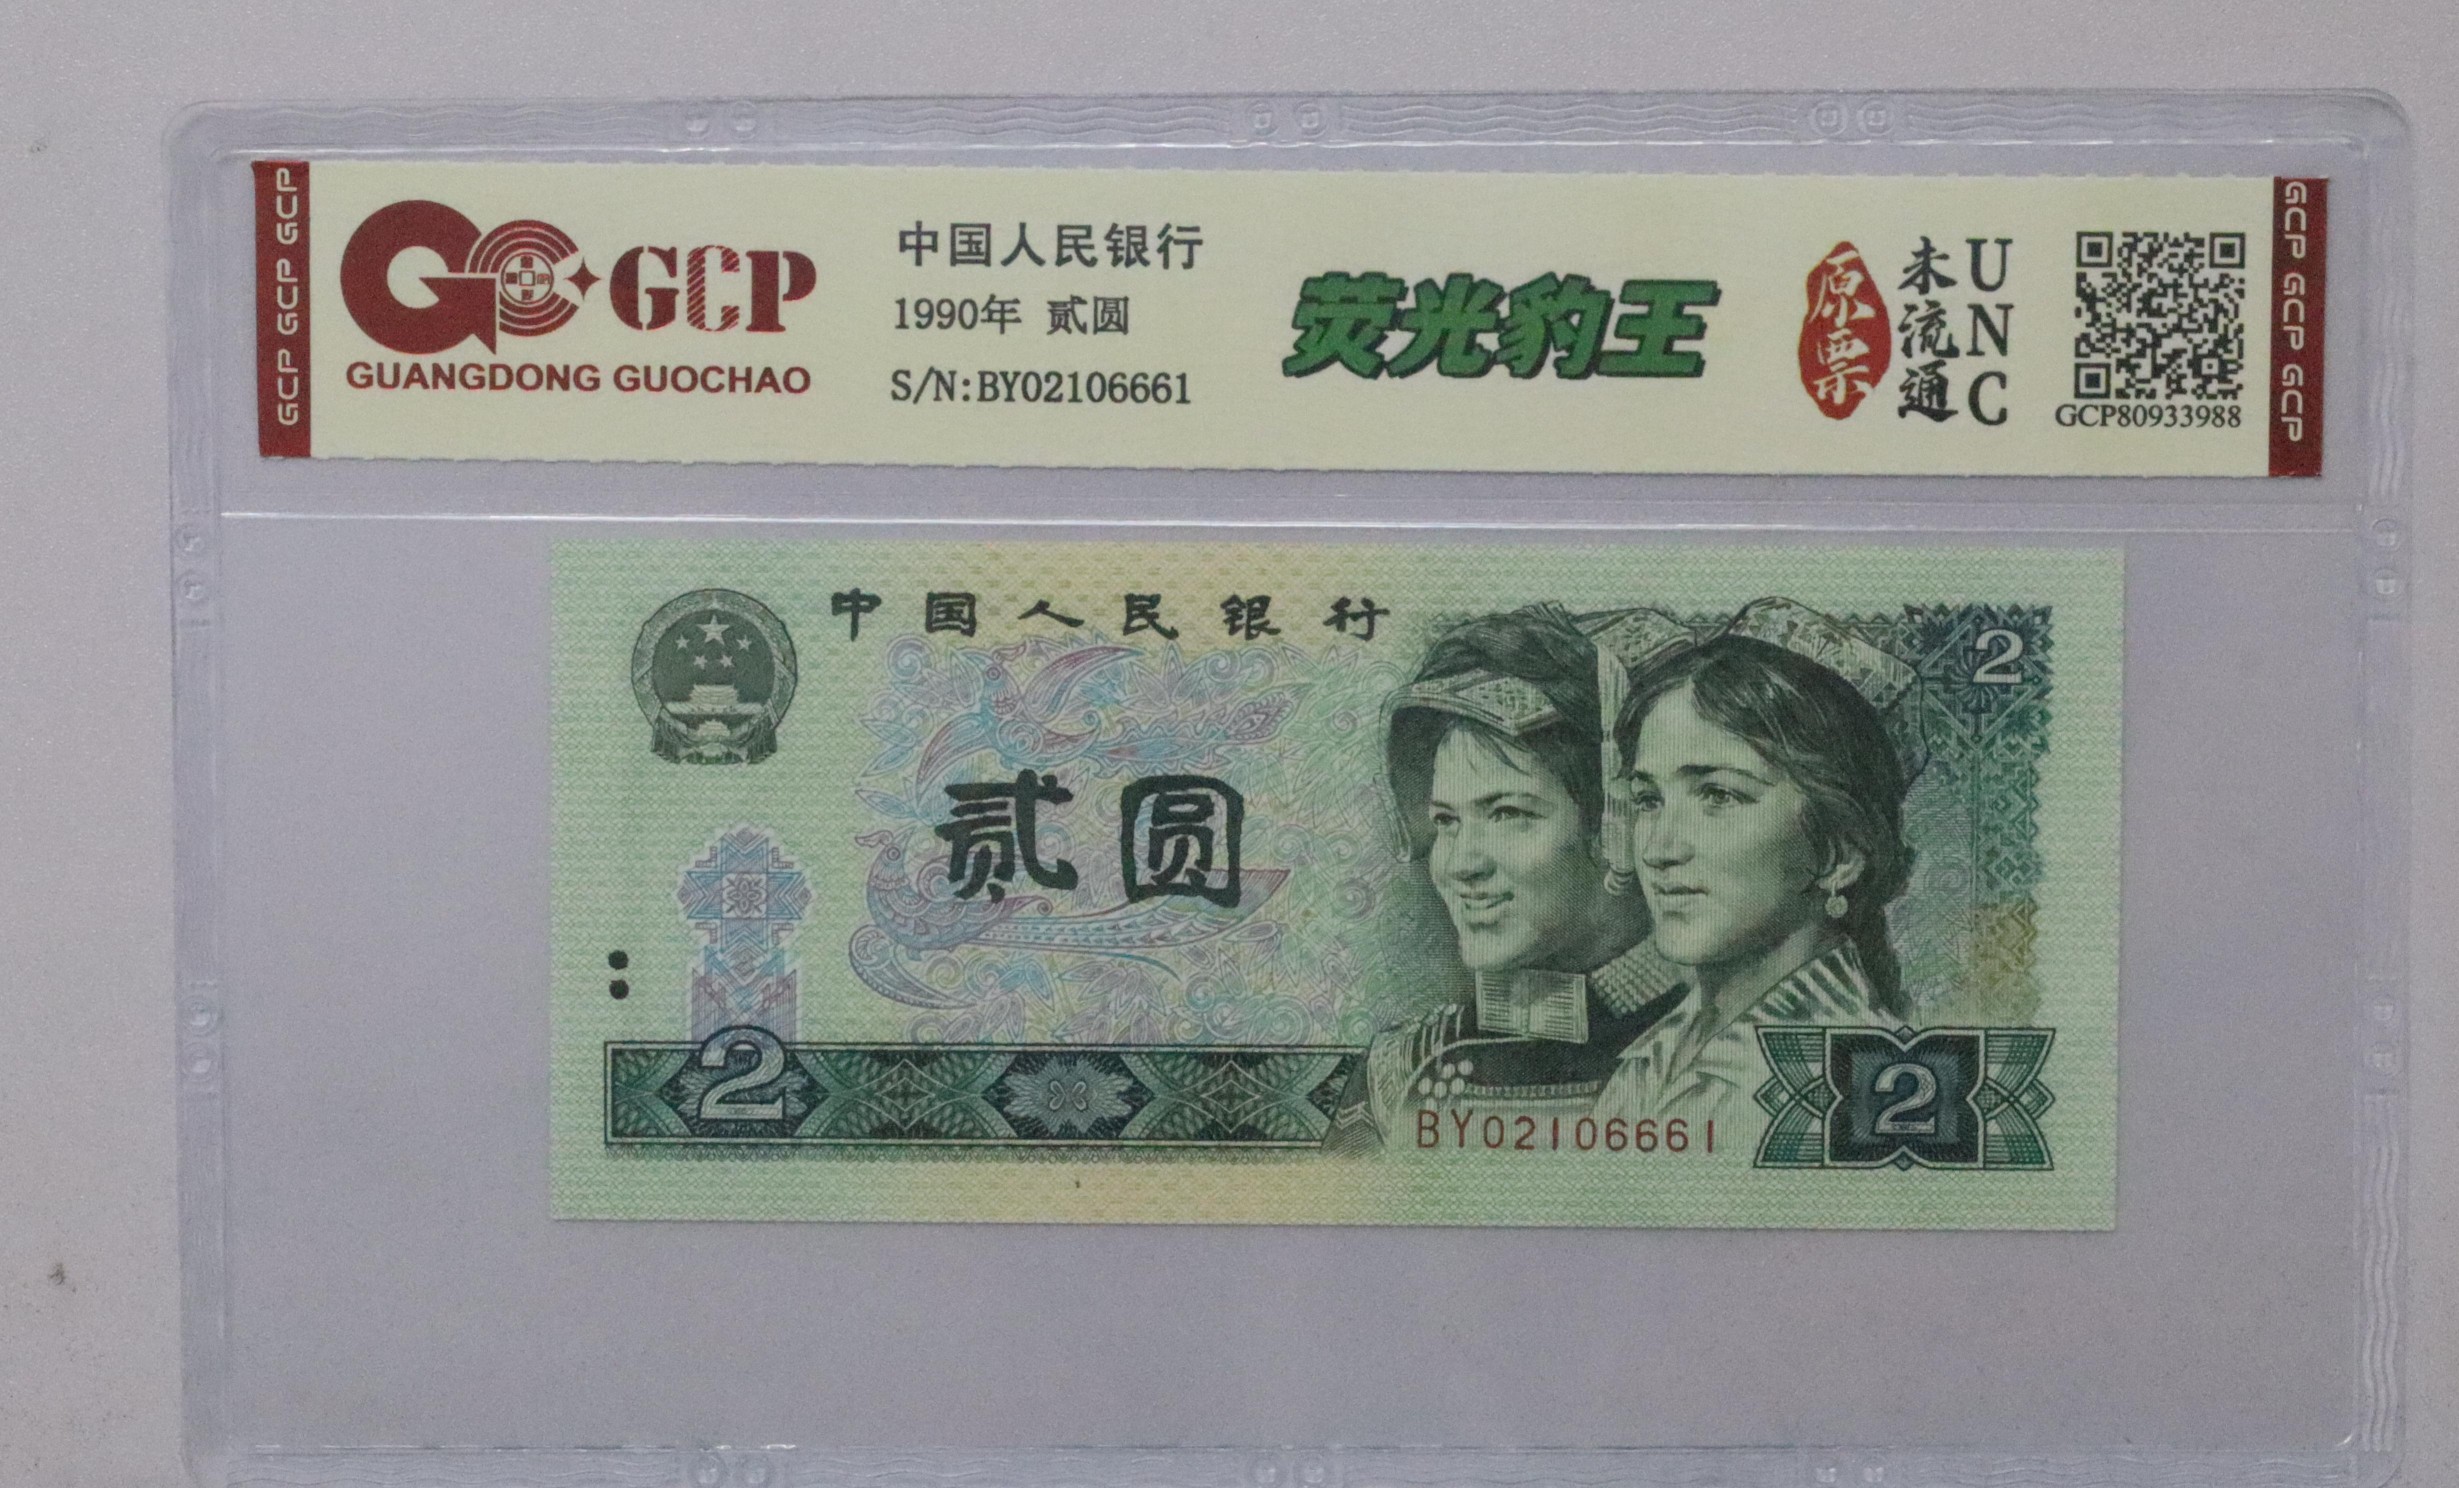 GCP GCP GCP
GCP
GUANGDONG GUOCHAO
中国人民银行
1990年 贰圆
S/N:BY02106661
荧光豹王
原票
未流通
UNC
GCP80933988
GCP GCP GCP
中国人民银行
2
贰圆
2
BY02106661
2